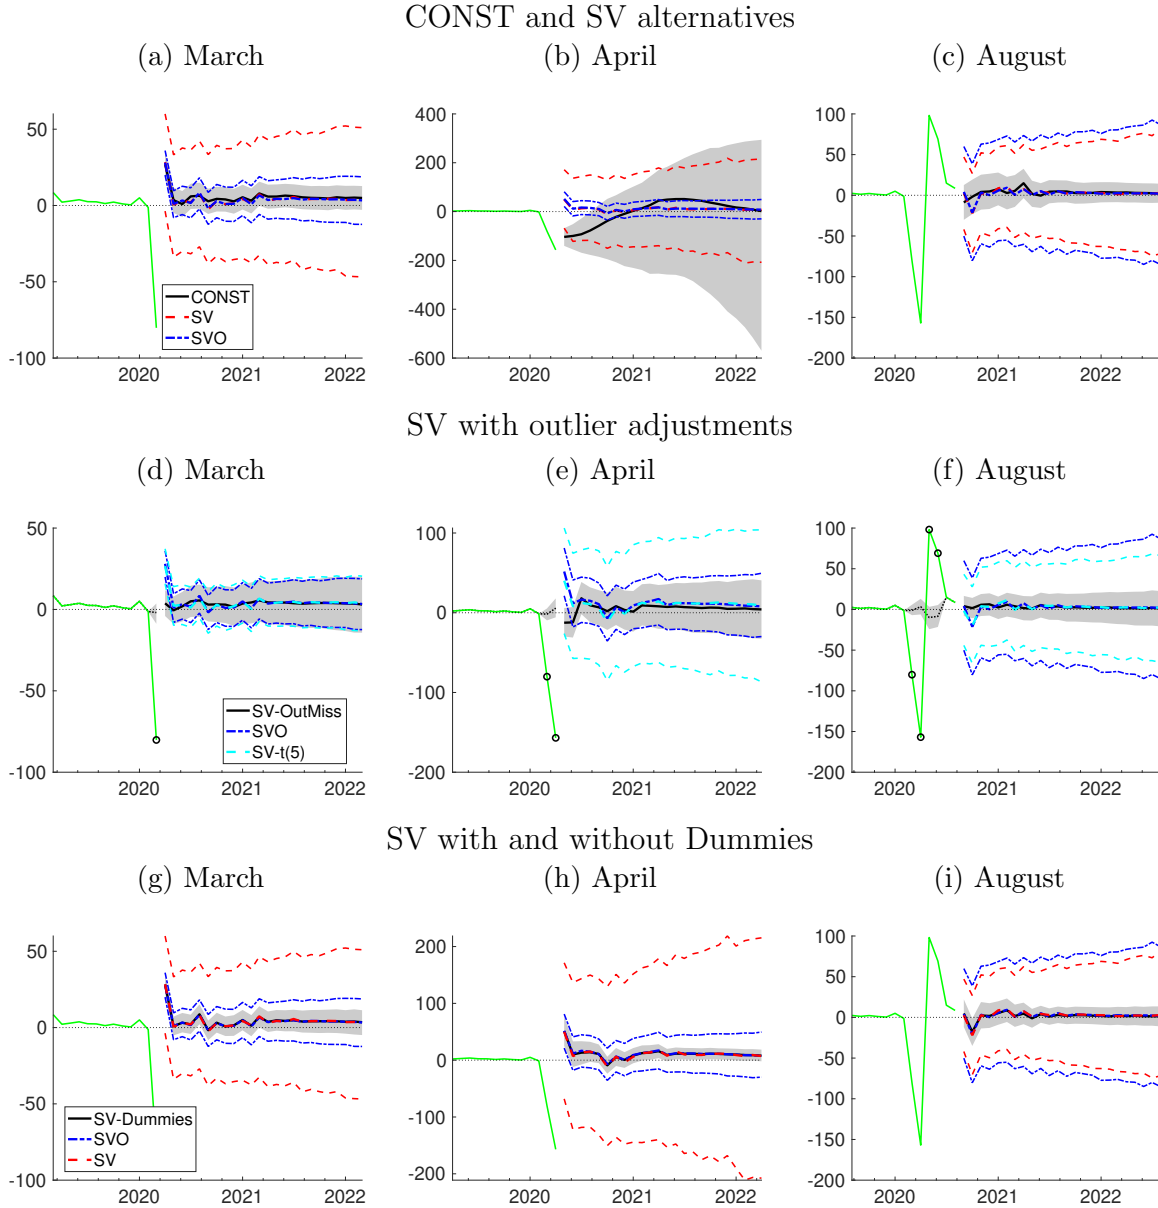 CONST and SV alternatives
(a) March
(b) April
(c) August
50
0
-50
-100
2020 2021 2022
CONST
SV
SVO
400
200
0
-200
-400
-600
2020 2021 2022
100
50
0
-50
-100
-150
-200
2020 2021 2022
SV with outlier adjustments
(d) March
(e) April
(f) August
50
0
-50
-100
2020 2021 2022
SV-OutMiss
SVO
SV-t(5)
100
0
-100
-200
2020 2021 2022
100
50
0
-50
-100
-150
-200
2020 2021 2022
SV with and without Dummies
(g) March
(h) April
(i) August
50
0
-50
-100
2020 2021 2022
SV-Dummies
SVO
SV
200
100
0
-100
-200
2020 2021 2022
100
50
0
-50
-100
-150
-200
2020 2021 2022